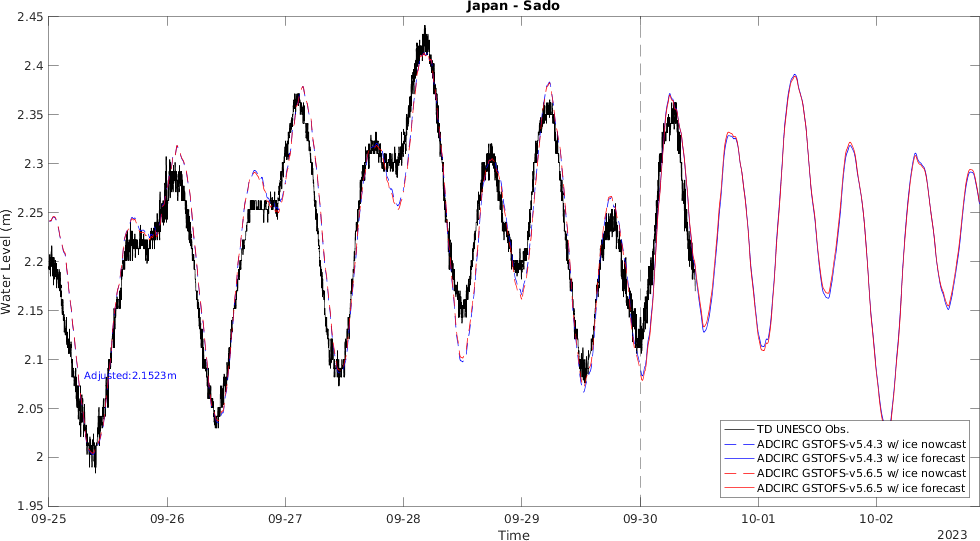 Japan - Sado
2.45
2.4
2.35
2.3
2.25
2.2
2.15
2.1
2.05
2
1.95
Water Level (m)
Adjusted:2.1523m
TD UNESCO Obs.
ADCIRC GSTOFS-v5.4.3 w/ ice nowcast
ADCIRC GSTOFS-v5.4.3 w/ ice forecast
ADCIRC GSTOFS-v5.6.5 w/ ice nowcast
ADCIRC GSTOFS-v5.6.5 w/ ice forecast
09-25 09-26 09-27 09-28 09-29 09-30 10-01 10-02
Time
2023